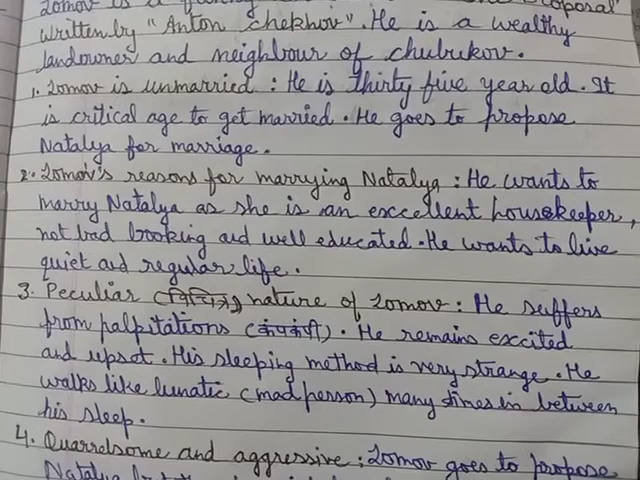 Lomov is a
Proposal'
written by "Anton Chekhov". He is a wealthy
landowner and neighbour of chubukov.
1. Lomov is unmarried : He is thirty five year old. It
is critical age to get married. He goes to propose
Natalya for marriage.
2. Lomov's reasons for marrying Natalya : He wants to
marry Natalya as she is an exccellent housekeeper,
not bad looking and well educated. He wants to live
quiet and regular life.
3. Peculiar (विचित्र) nature of Lomov : He suffers
from palpitations (कंपकंपी). He remains excited
and upset. His sleeping method is very strange. He
walks like lunatic (mad person) many times in between
his sleep.
4. Quarrelsome and aggressive : Lomov goes to propose
Natalya